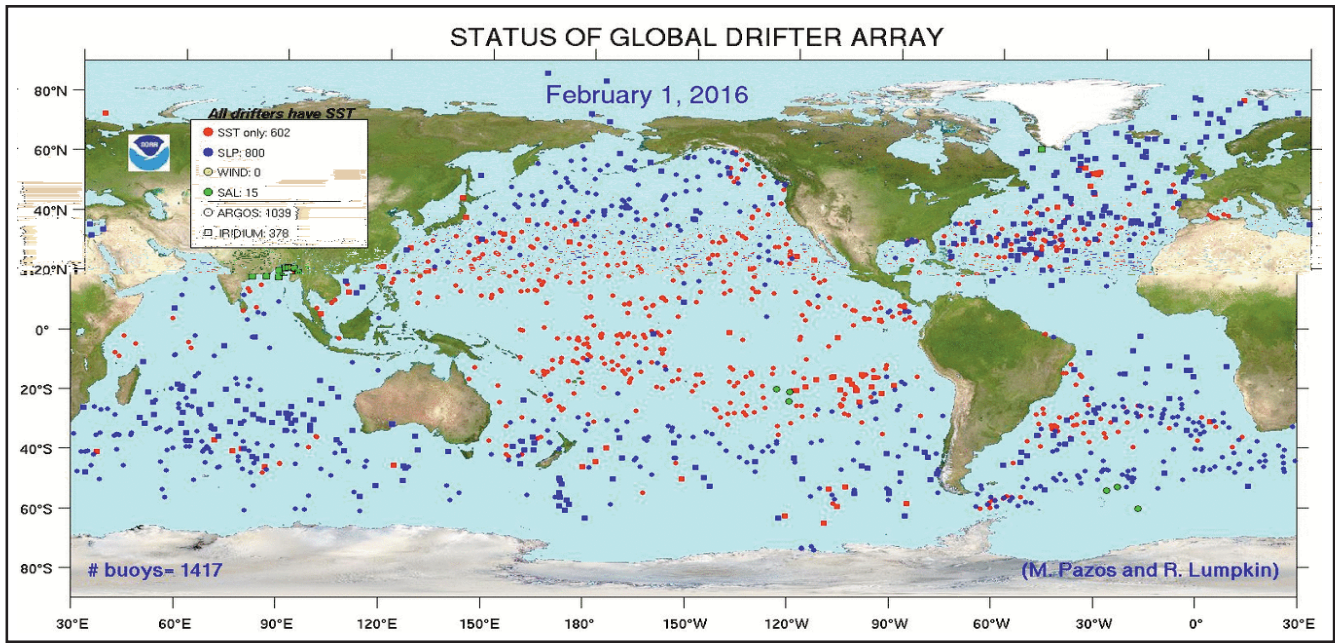 STATUS OF GLOBAL DRIFTER ARRAY
February 1, 2016
All drifters have SST
SST only: 602
SLP: 800
WIND: 0
SAL: 15
ARGOS: 1039
IRIDIUM: 378
80°N
60°N
40°N
20°N
0°
20°S
40°S
60°S
80°S
# buoys= 1417
(M. Pazos and R. Lumpkin)
30°E 60°E 90°E 120°E 150°E 180° 150°W 120°W 90°W 60°W 30°W 0° 30°E